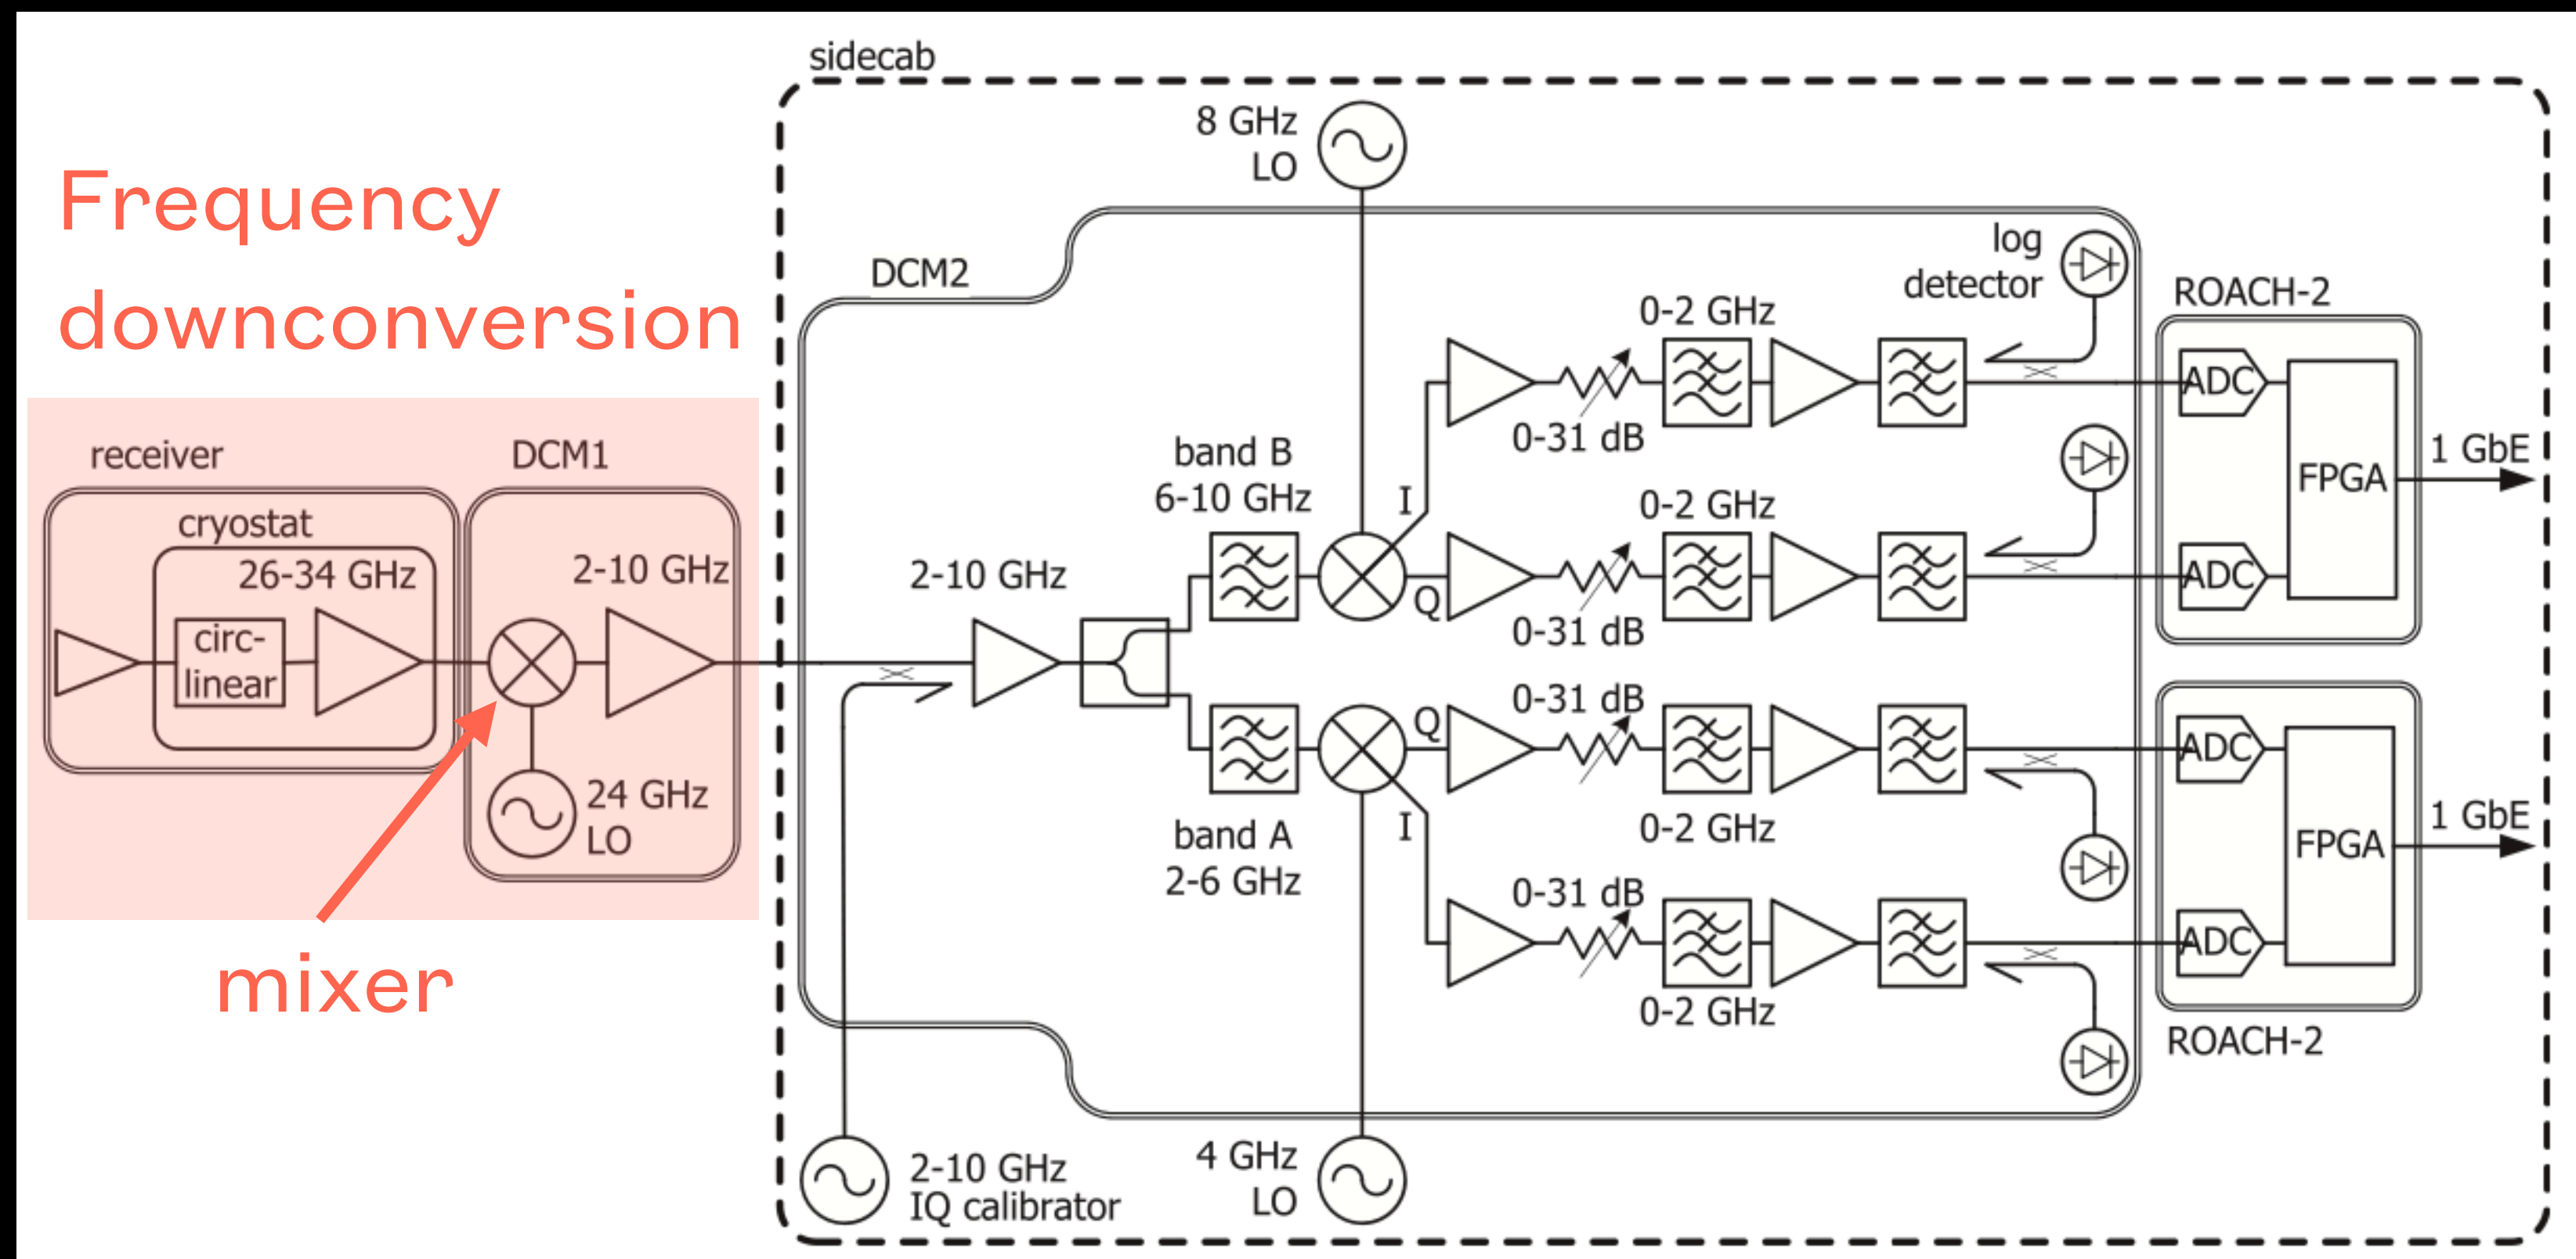 sidecab
8 GHz
LO
Frequency
downconversion
DCM2
log
detector
ROACH-2
0-2 GHz
ADC
0-31 dB
band B
6-10 GHz
I
FPGA
1 GbE
receiver
DCM1
cryostat
26-34 GHz
2-10 GHz
2-10 GHz
0-2 GHz
ADC
Q
0-31 dB
circ-
linear
24 GHz
LO
0-31 dB
Q
ADC
band A
2-6 GHz
I
0-2 GHz
FPGA
1 GbE
0-31 dB
ADC
0-2 GHz
ROACH-2
mixer
2-10 GHz
IQ calibrator
4 GHz
LO